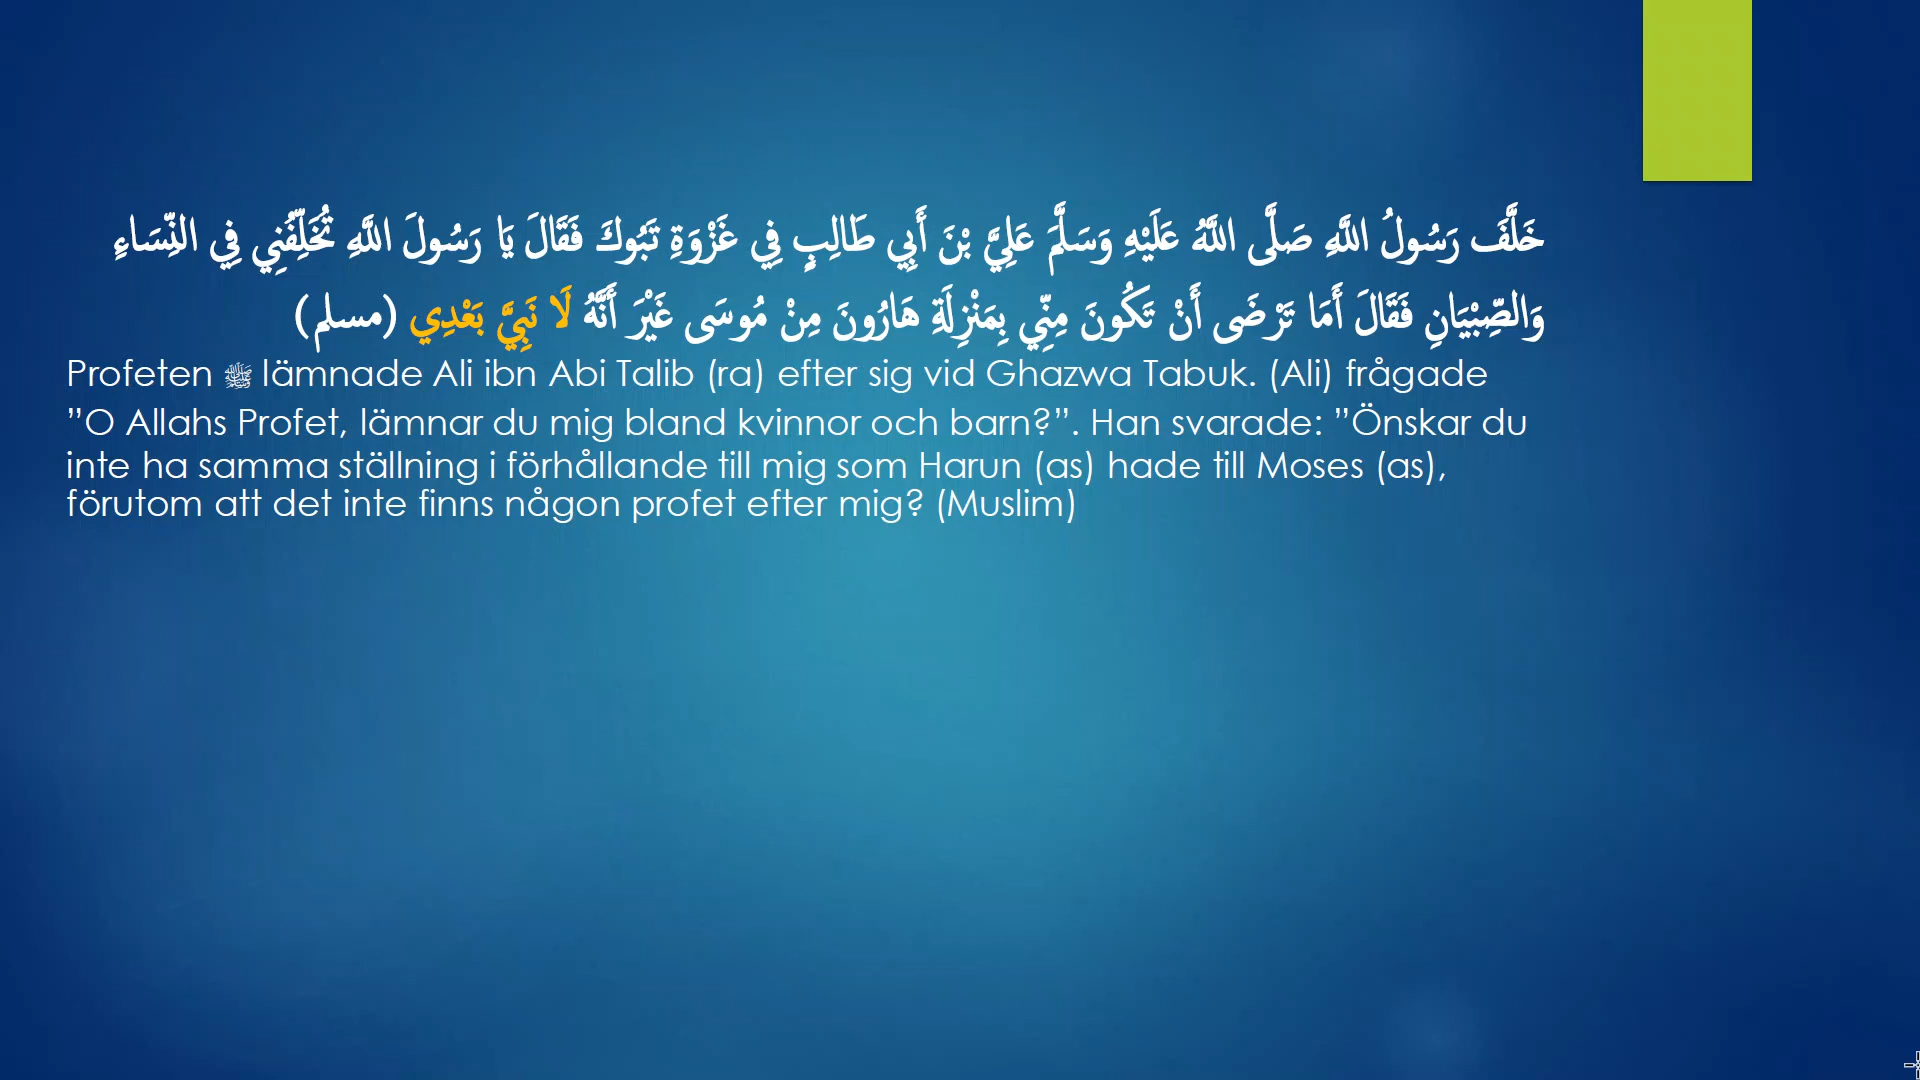 خَلَّفَ رَسُولُ اللَّهِ صَلَّى اللَّهُ عَلَيْهِ وَسَلَّمَ عَلِيَّ بْنَ أَبِي طَالِبٍ فِي غَزْوَةِ تَبُوكَ فَقَالَ يَا رَسُولَ اللَّهِ تُخَلِّفُنِي فِي النِّسَاءِ
وَالصِّبْيَانِ فَقَالَ أَمَا تَرْضَى أَنْ تَكُونَ مِنِّي بِمَنْزِلَةِ هَارُونَ مِنْ مُوسَى غَيْرَ أَنَّهُ لَا نَبِيَّ بَعْدِي (مسلم)
Profeten ﷺ lämnade Ali ibn Abi Talib (ra) efter sig vid Ghazwa Tabuk. (Ali) frågade
”O Allahs Profet, lämnar du mig bland kvinnor och barn?”. Han svarade: ”Önskar du
inte ha samma ställning i förhållande till mig som Harun (as) hade till Moses (as),
förutom att det inte finns någon profet efter mig? (Muslim)